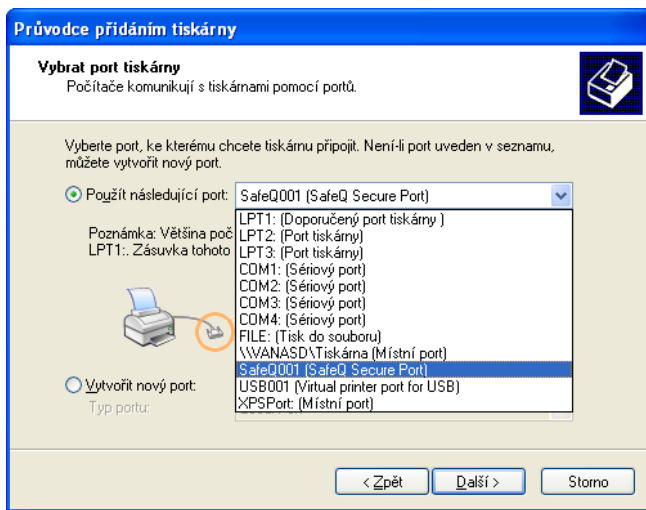 Průvodce přidáním tiskárny
Vybrat port tiskárny
Počítače komunikují s tiskárnami pomocí portů.
Vyberte port, ke kterému chcete tiskárnu připojit. Není-li port uveden v seznamu,
můžete vytvořit nový port.
Použít následující port: SafeQ001 (SafeQ Secure Port)
LPT1: (Doporučený port tiskárny )
Poznámka: Většina poč
LPT2: (Port tiskárny)
LPT1:. Zásuvka tohoto
LPT3: (Port tiskárny)
COM1: (Sériový port)
COM2: (Sériový port)
COM3: (Sériový port)
COM4: (Sériový port)
FILE: (Tisk do souboru)
\\VANASD\Tiskárna (Místní port)
SafeQ001 (SafeQ Secure Port)
Vytvořit nový port:
USB001 (Virtual printer port for USB)
Typ portu:
XPSPort: (Místní port)
< Zpět
Další >
Storno